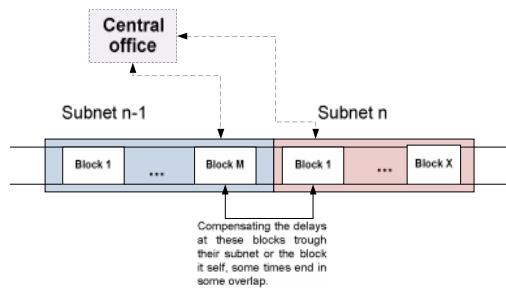 Central
office
Subnet n-1
Subnet n
Block 1
...
Block M
Block 1
...
Block X
Compensating the delays
at these blocks trough
their subnet or the block
it self, some times end in
some overlap.